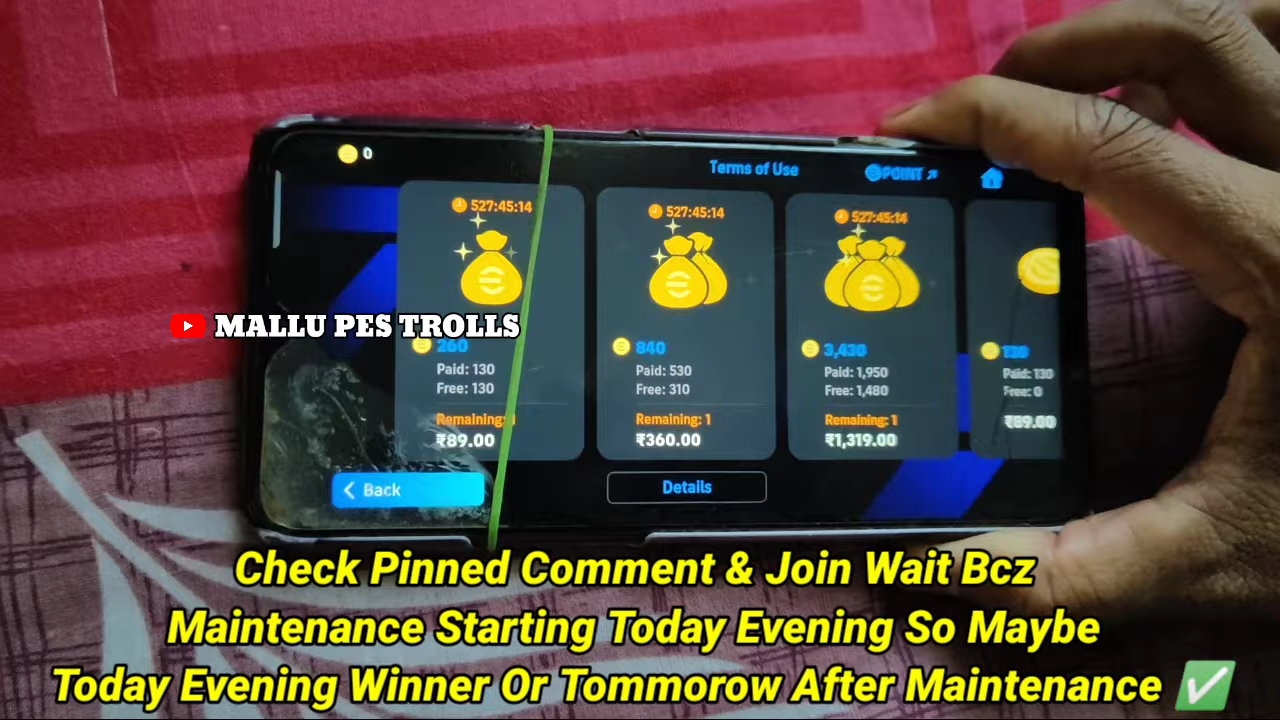 0
Terms of Use
POINT
527:45:14
527:45:14
527:45:14
MALLU PES TROLLS
260
Paid: 130
Free: 130
Remaining:
₹89.00
840
Paid: 530
Free: 310
Remaining: 1
₹360.00
3,430
Paid: 1,950
Free: 1,480
Remaining: 1
₹1,319.00
130
Paid: 130
Free: 0
₹89.00
Back
Details
Check Pinned Comment & Join Wait Bcz
Maintenance Starting Today Evening So Maybe
Today Evening Winner Or Tommorow After Maintenance ✅